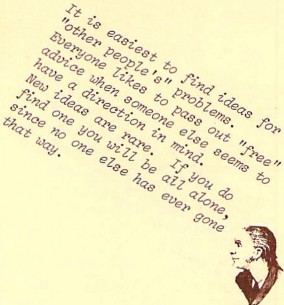 It is easiest to find ideas for
"other people's" problems.
Everyone likes to pass out "free"
advice when someone else seems to
have a direction in mind.
New ideas are rare. If you do
find one you will be all alone,
since no one else has ever gone
that way.